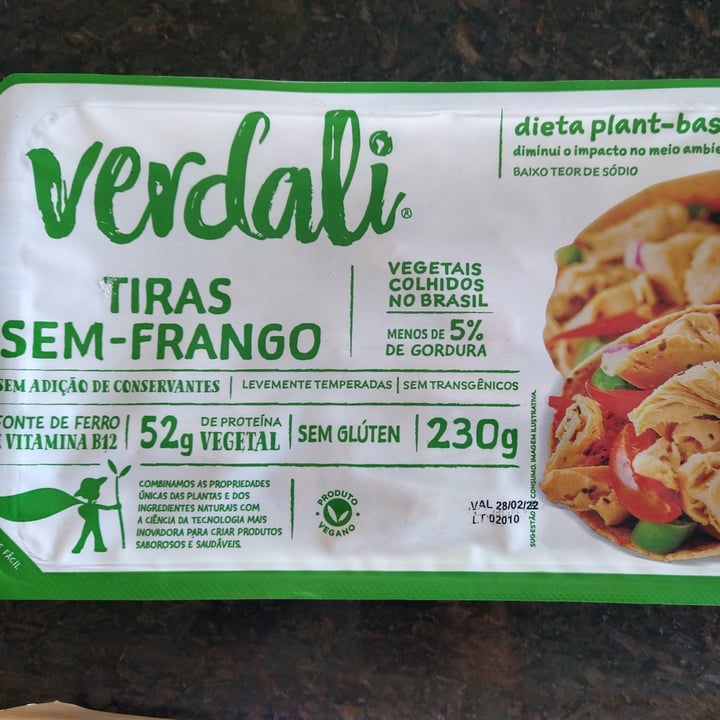 verdali®
dieta plant-bas
diminui o impacto no meio ambie
BAIXO TEOR DE SÓDIO
TIRAS
SEM-FRANGO
VEGETAIS
COLHIDOS
NO BRASIL
MENOS DE 5%
DE GORDURA
SEM ADIÇÃO DE CONSERVANTES | LEVEMENTE TEMPERADAS | SEM TRANSGÊNICOS
FONTE DE FERRO
E VITAMINA B12
52g DE PROTEÍNA
VEGETAL
SEM GLÚTEN
230g
COMBINAMOS AS PROPRIEDADES
ÚNICAS DAS PLANTAS E DOS
INGREDIENTES NATURAIS COM
A CIÊNCIA DA TECNOLOGIA MAIS
INOVADORA PARA CRIAR PRODUTOS
SABOROSOS E SAUDÁVEIS.
PRODUTO
VEGANO
VAL 28/02/22
LT 02010
SUGESTÃO DE CONSUMO. IMAGEM ILUSTRATIVA.
E FÁCIL